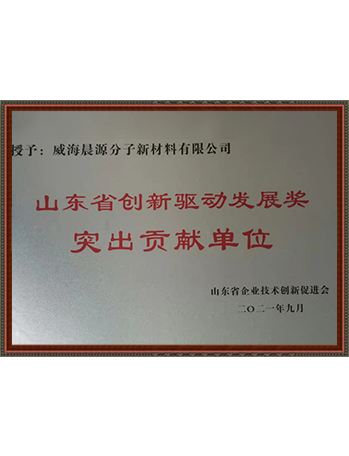 授予：威海晨源分子新材料有限公司
山东省创新驱动发展奖
突出贡献单位
山东省企业技术创新促进会
二〇二一年九月